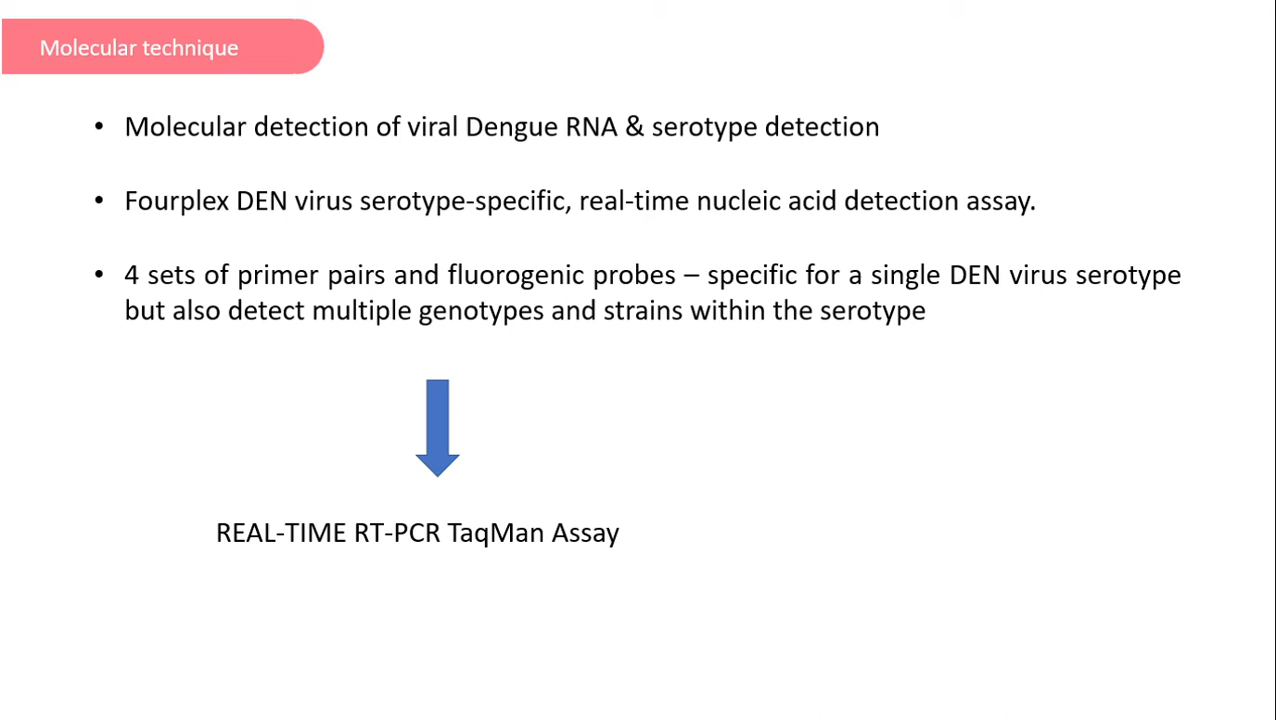 Molecular technique
• Molecular detection of viral Dengue RNA & serotype detection
• Fourplex DEN virus serotype-specific, real-time nucleic acid detection assay.
• 4 sets of primer pairs and fluorogenic probes – specific for a single DEN virus serotype
but also detect multiple genotypes and strains within the serotype
REAL-TIME RT-PCR TaqMan Assay